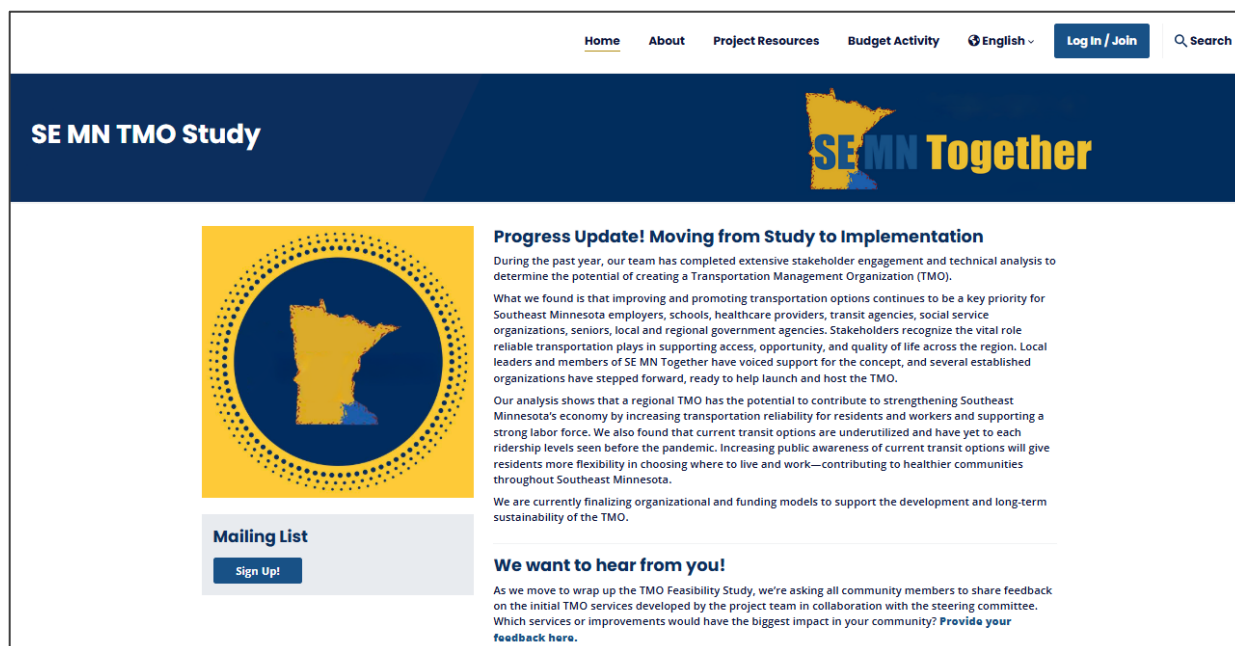 Home About Project Resources Budget Activity English Log In / Join Search
SE MN TMO Study
SE MN Together
Progress Update! Moving from Study to Implementation
During the past year, our team has completed extensive stakeholder engagement and technical analysis to
determine the potential of creating a Transportation Management Organization (TMO).
What we found is that improving and promoting transportation options continues to be a key priority for
Southeast Minnesota employers, schools, healthcare providers, transit agencies, social service
organizations, seniors, local and regional government agencies. Stakeholders recognize the vital role
reliable transportation plays in supporting access, opportunity, and quality of life across the region. Local
leaders and members of SE MN Together have voiced support for the concept, and several established
organizations have stepped forward, ready to help launch and host the TMO.
Our analysis shows that a regional TMO has the potential to contribute to strengthening Southeast
Minnesota's economy by increasing transportation reliability for residents and workers and supporting a
strong labor force. We also found that current transit options are underutilized and have yet to each
ridership levels seen before the pandemic. Increasing public awareness of current transit options will give
residents more flexibility in choosing where to live and work—contributing to healthier communities
throughout Southeast Minnesota.
We are currently finalizing organizational and funding models to support the development and long-term
sustainability of the TMO.
Mailing List
Sign Up!
We want to hear from you!
As we move to wrap up the TMO Feasibility Study, we're asking all community members to share feedback
on the initial TMO services developed by the project team in collaboration with the steering committee.
Which services or improvements would have the biggest impact in your community? Provide your
feedback here.